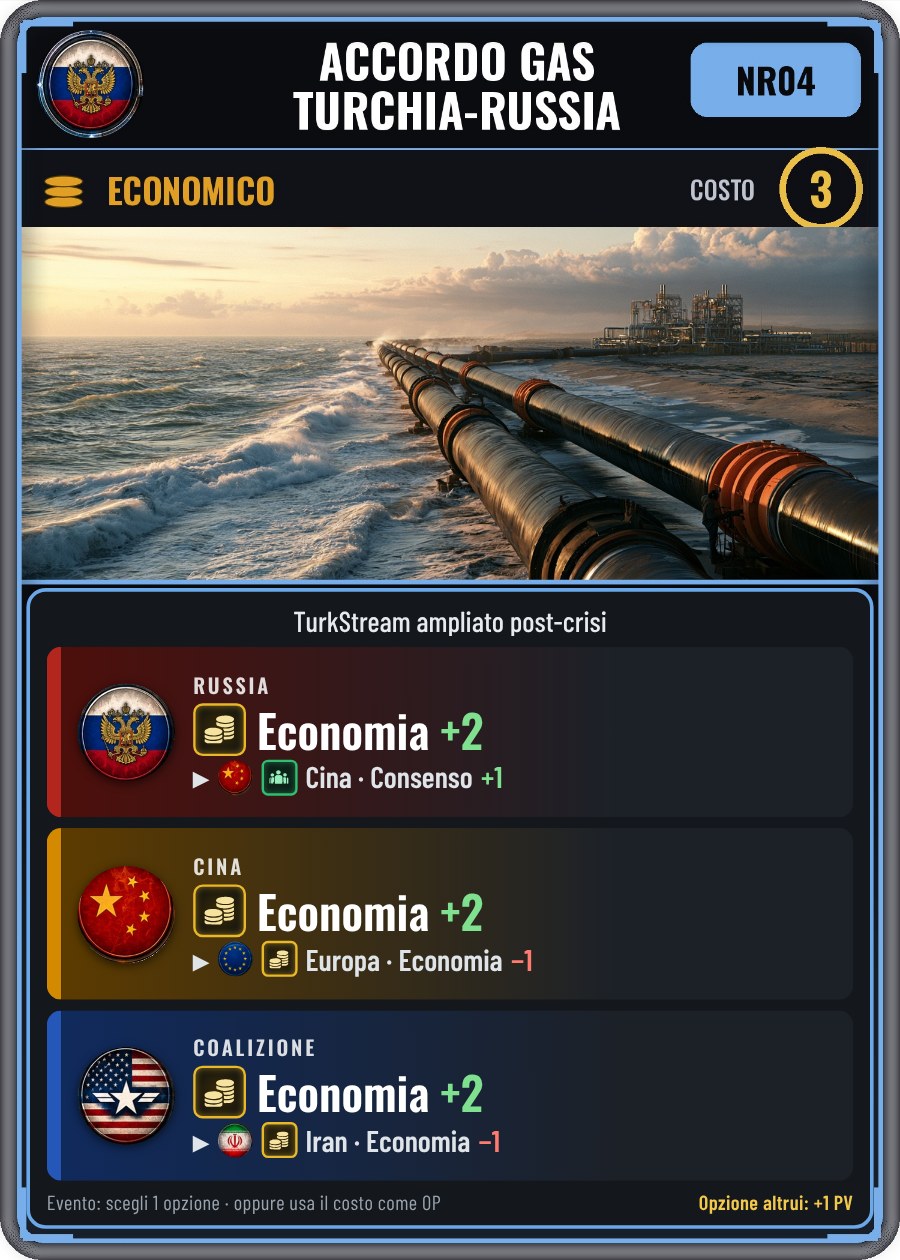 ACCORDO GAS
TURCHIA-RUSSIA
NR04
ECONOMICO
COSTO 3
TurkStream ampliato post-crisi
RUSSIA
Economia +2
▶ Cina · Consenso +1
CINA
Economia +2
▶ Europa · Economia −1
COALIZIONE
Economia +2
▶ Iran · Economia −1
Evento: scegli 1 opzione · oppure usa il costo come OP
Opzione altrui: +1 PV